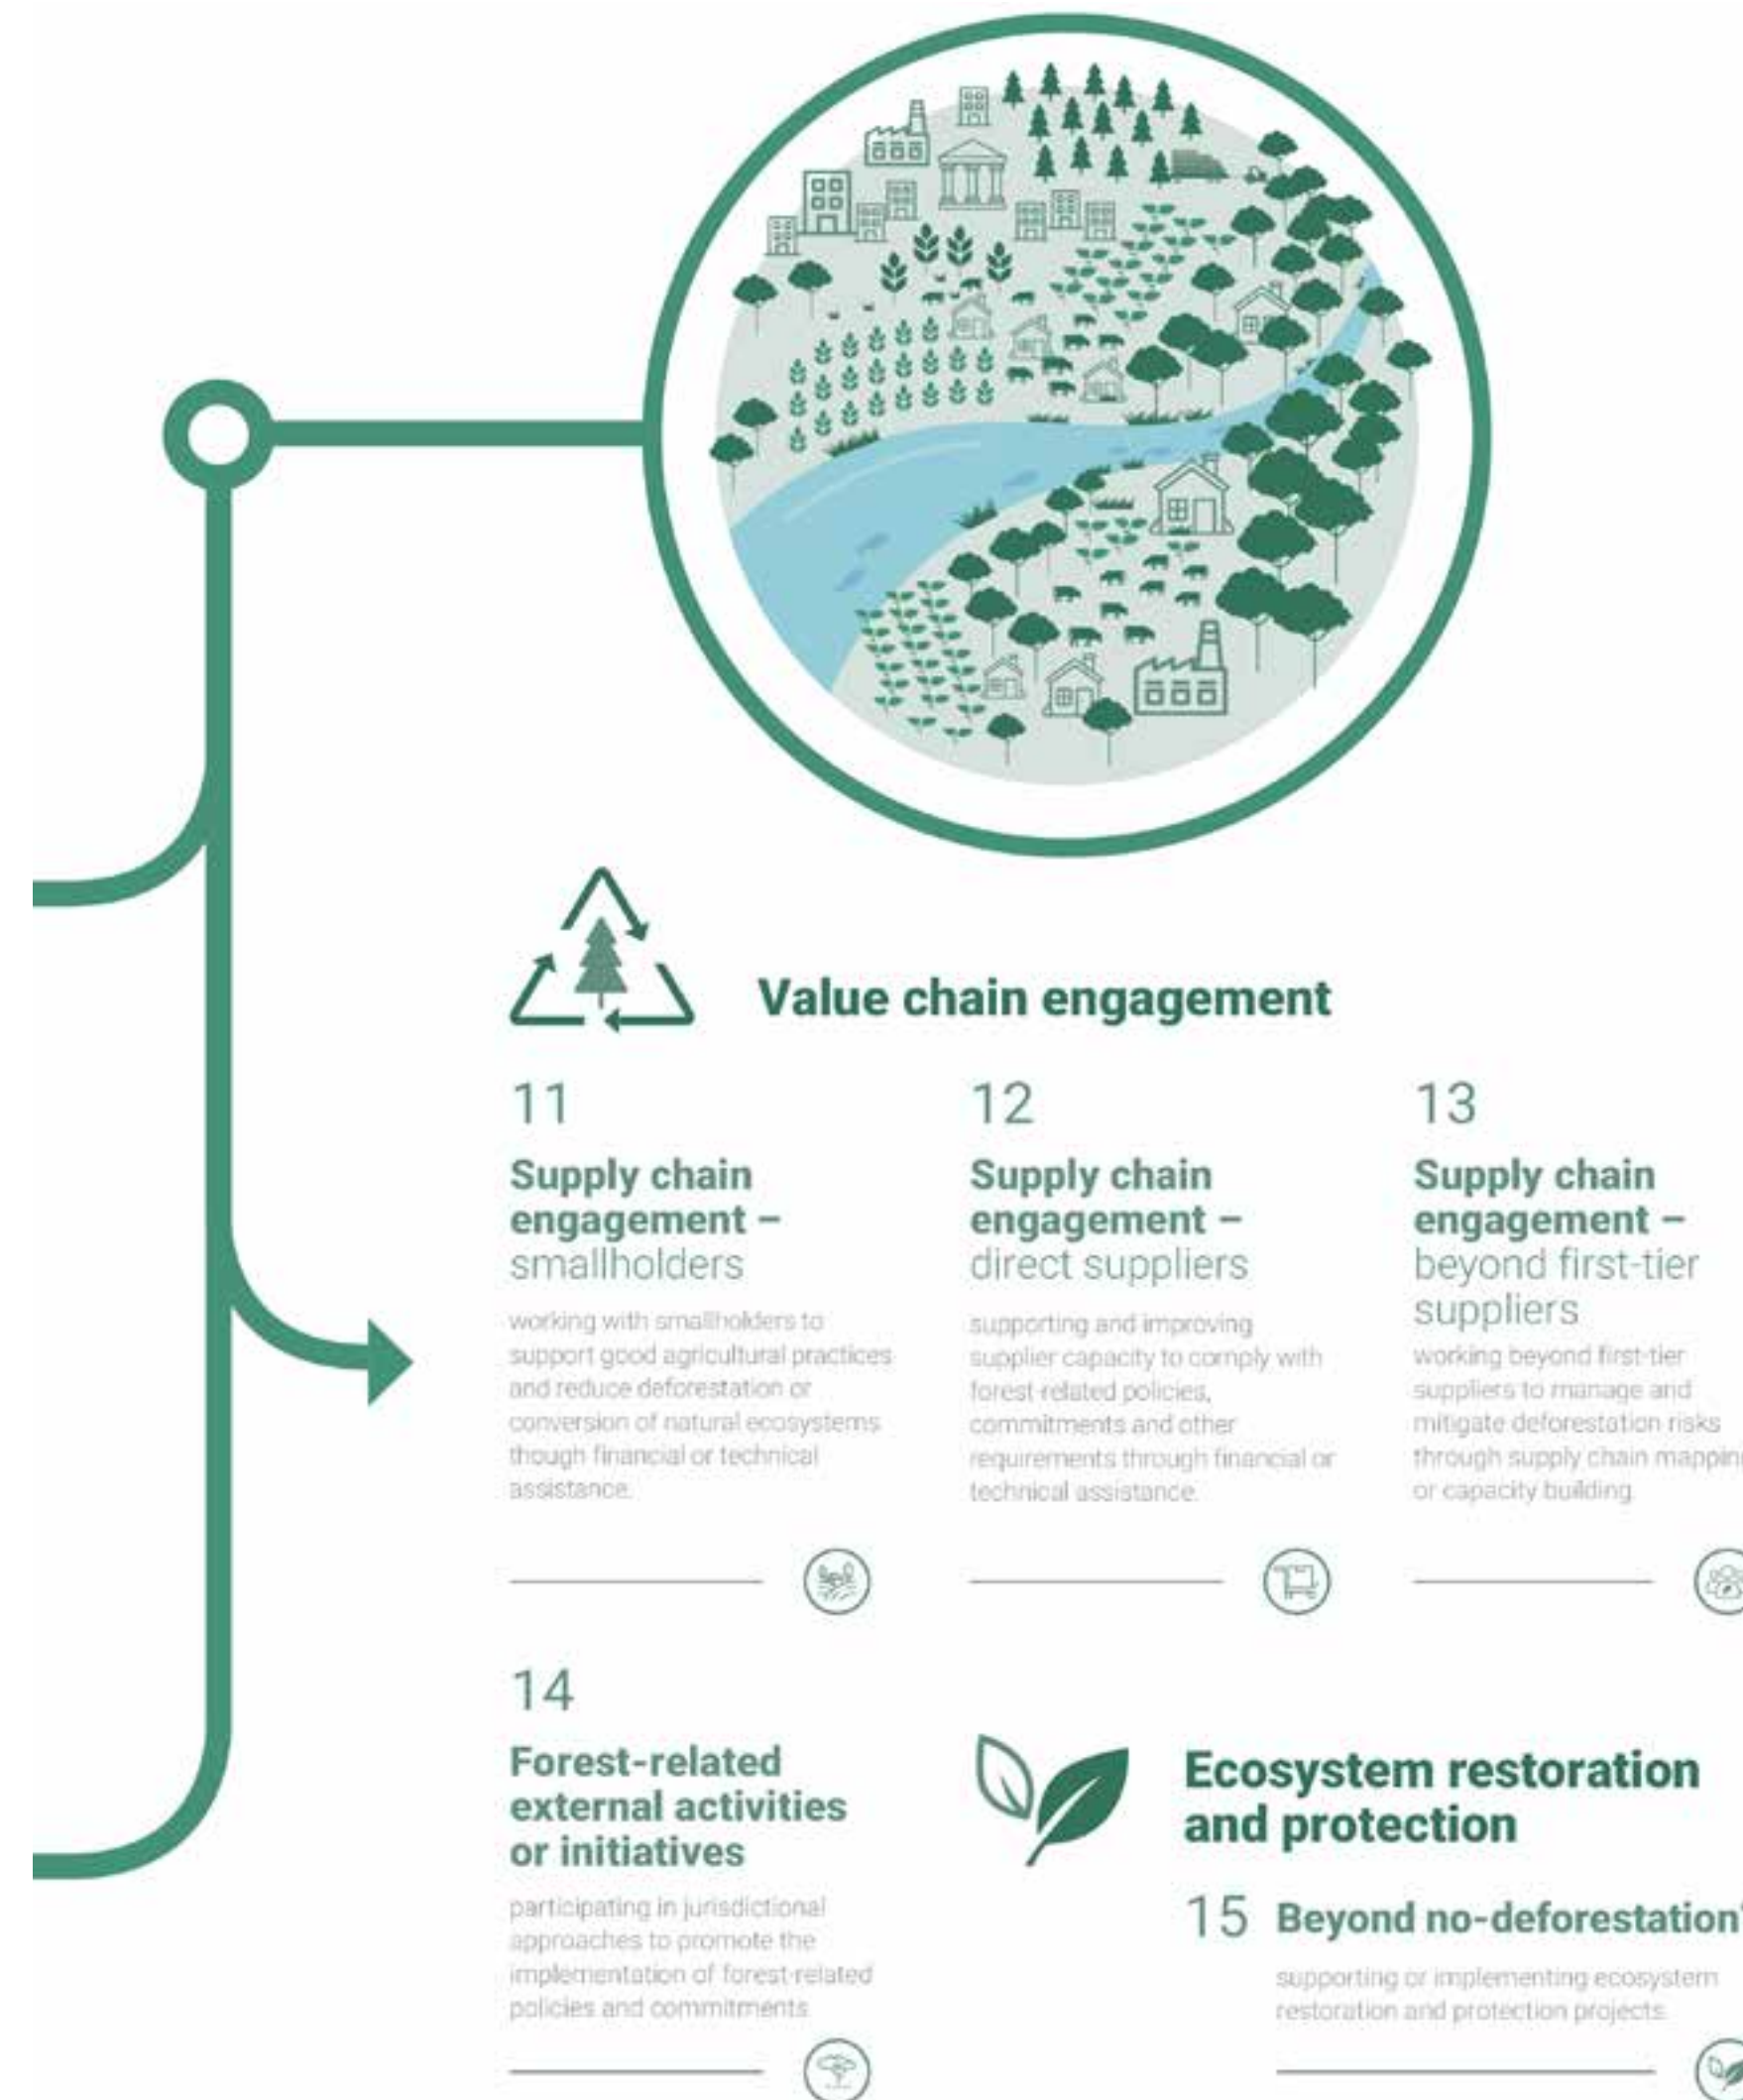 Value chain engagement
11
Supply chain
engagement –
smallholders
working with smallholders to
support good agricultural practices
and reduce deforestation or
conversion of natural ecosystems
though financial or technical
assistance.
12
Supply chain
engagement –
direct suppliers
supporting and improving
supplier capacity to comply with
forest-related policies,
commitments and other
requirements through financial or
technical assistance.
13
Supply chain
engagement –
beyond first-tier
suppliers
working beyond first-tier
suppliers to manage and
mitigate deforestation risks
through supply chain mapping
or capacity building.
14
Forest-related
external activities
or initiatives
participating in jurisdictional
approaches to promote the
implementation of forest-related
policies and commitments.
Ecosystem restoration
and protection
15 Beyond no-deforestation
supporting or implementing ecosystem
restoration and protection projects.